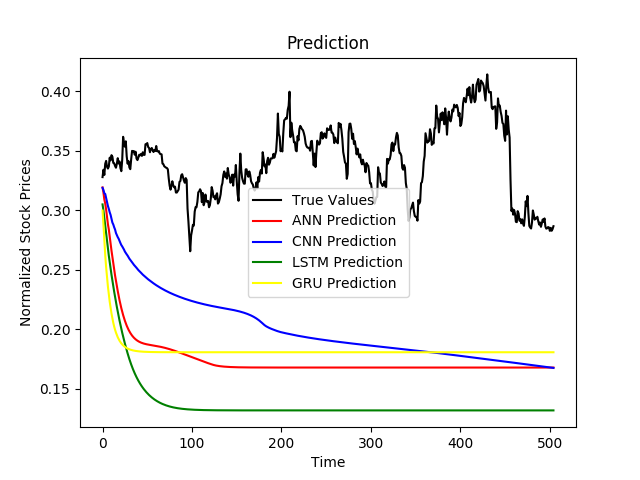 Prediction
Normalized Stock Prices
0.40
0.35
0.30
0.25
0.20
0.15
True Values
ANN Prediction
CNN Prediction
LSTM Prediction
GRU Prediction
0 100 200 300 400 500
Time